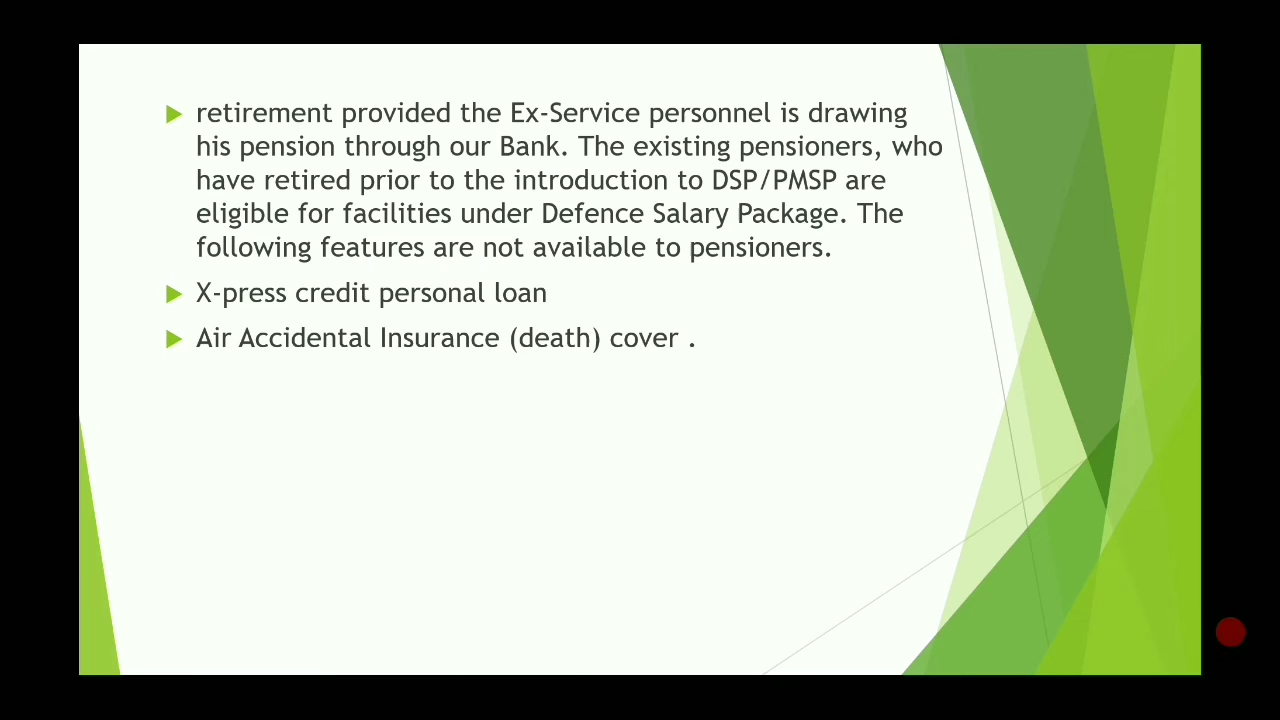 retirement provided the Ex-Service personnel is drawing
his pension through our Bank. The existing pensioners, who
have retired prior to the introduction to DSP/PMSP are
eligible for facilities under Defence Salary Package. The
following features are not available to pensioners.
X-press credit personal loan
Air Accidental Insurance (death) cover .